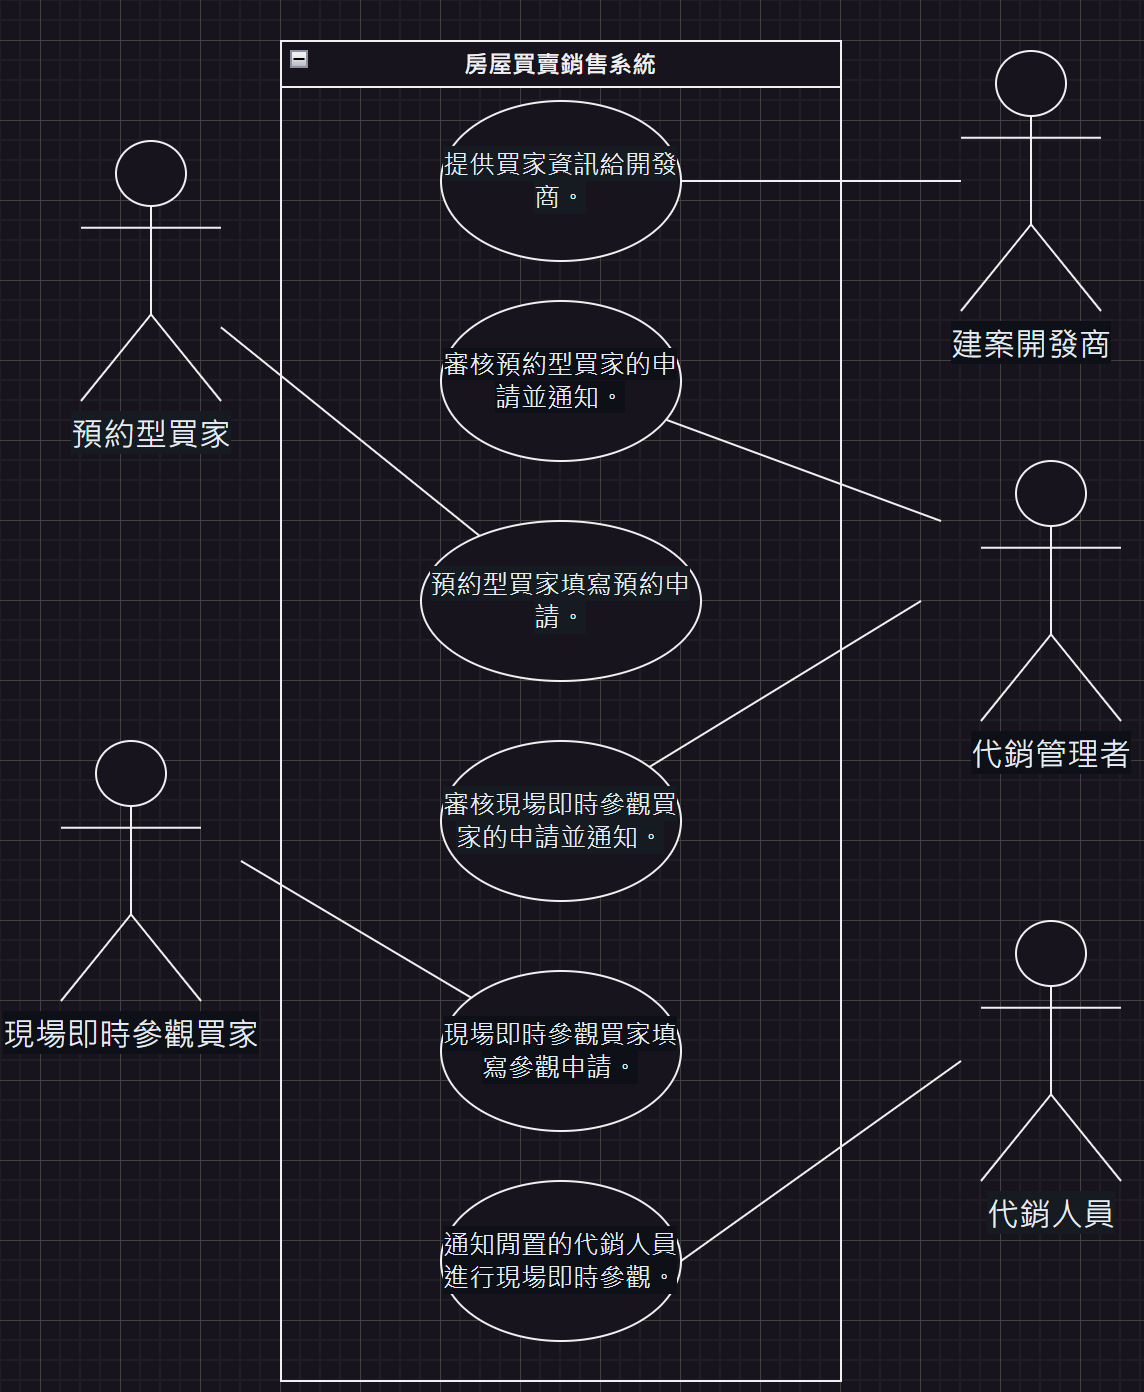 房屋買賣銷售系統
提供買家資訊給開發
商。
建案開發商
審核預約型買家的申
請並通知。
預約型買家
預約型買家填寫預約申
請。
代銷管理者
審核現場即時參觀買
家的申請並通知。
現場即時參觀買家
現場即時參觀買家填
寫參觀申請。
代銷人員
通知閒置的代銷人員
進行現場即時參觀。